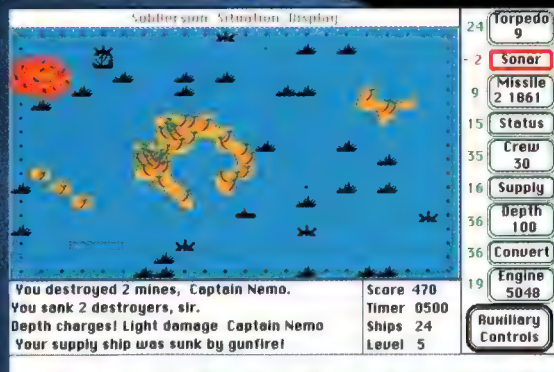 Subversion Situation Display
You destroyed 2 mines, Captain Nemo.
You sank 2 destroyers, sir.
Depth charges! Light damage Captain Nemo
Your supply ship was sunk by gunfire!
Score 470
Timer 0500
Ships 24
Level 5
24 Torpedo
9
- 2 Sonar
9 Missile
2 1861
15 Status
35 Crew
30
16 Supply
36 Depth
100
36 Convert
19 Engine
5048
Auxiliary
Controls